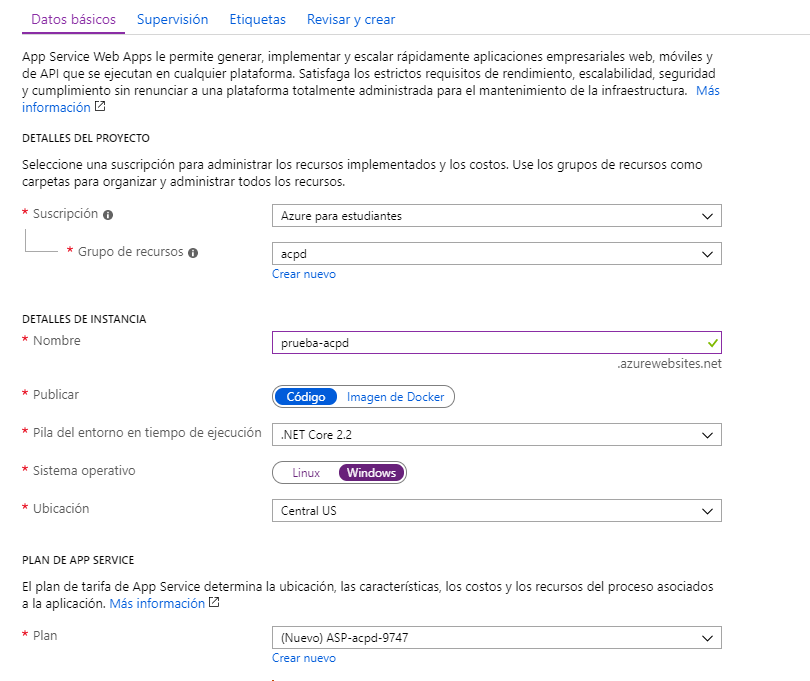 Datos básicos Supervisión Etiquetas Revisar y crear
App Service Web Apps le permite generar, implementar y escalar rápidamente aplicaciones empresariales web, móviles y
de API que se ejecutan en cualquier plataforma. Satisfaga los estrictos requisitos de rendimiento, escalabilidad, seguridad
y cumplimiento sin renunciar a una plataforma totalmente administrada para el mantenimiento de la infraestructura. Más
información
DETALLES DEL PROYECTO
Seleccione una suscripción para administrar los recursos implementados y los costos. Use los grupos de recursos como
carpetas para organizar y administrar todos los recursos.
* Suscripción Azure para estudiantes
* Grupo de recursos acpd
Crear nuevo
DETALLES DE INSTANCIA
* Nombre prueba-acpd
.azurewebsites.net
* Publicar Código Imagen de Docker
* Pila del entorno en tiempo de ejecución .NET Core 2.2
* Sistema operativo Linux Windows
* Ubicación Central US
PLAN DE APP SERVICE
El plan de tarifa de App Service determina la ubicación, las características, los costos y los recursos del proceso asociados
a la aplicación. Más información
* Plan (Nuevo) ASP-acpd-9747
Crear nuevo